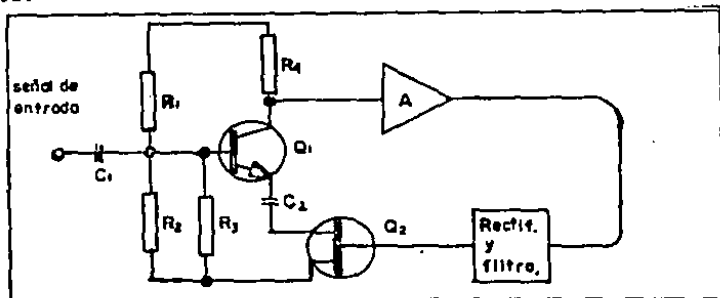 señal de
entrada
R₁
R₄
A
Q₁
C₁
C₂
R₂
R₃
Q₂
Rectif.
y
filtro.